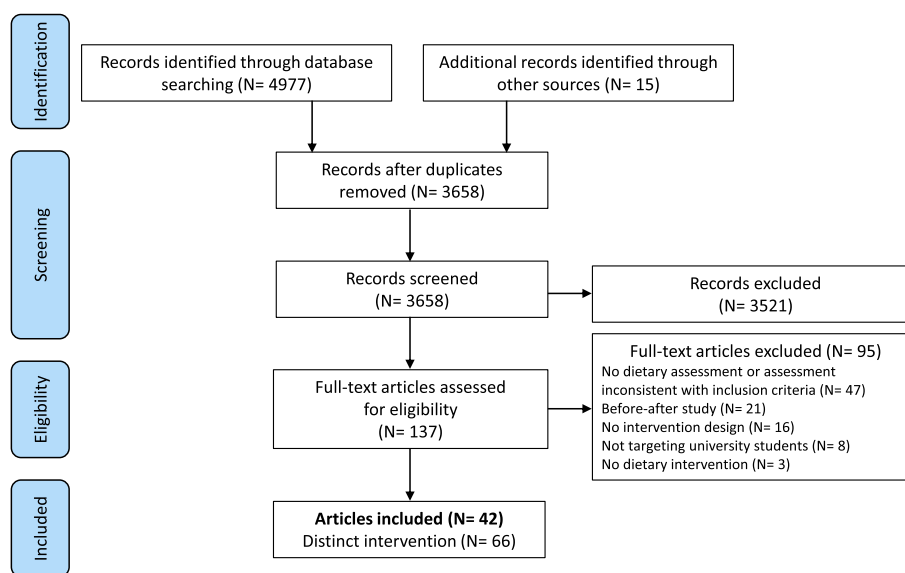 Identification
Records identified through database
searching (N= 4977)
Additional records identified through
other sources (N= 15)
Screening
Records after duplicates
removed (N= 3658)
Records screened
(N= 3658)
Records excluded
(N= 3521)
Eligibility
Full-text articles assessed
for eligibility
(N= 137)
Full-text articles excluded (N= 95)
No dietary assessment or assessment
inconsistent with inclusion criteria (N= 47)
Before-after study (N= 21)
No intervention design (N= 16)
Not targeting university students (N= 8)
No dietary intervention (N= 3)
Included
Articles included (N= 42)
Distinct intervention (N= 66)